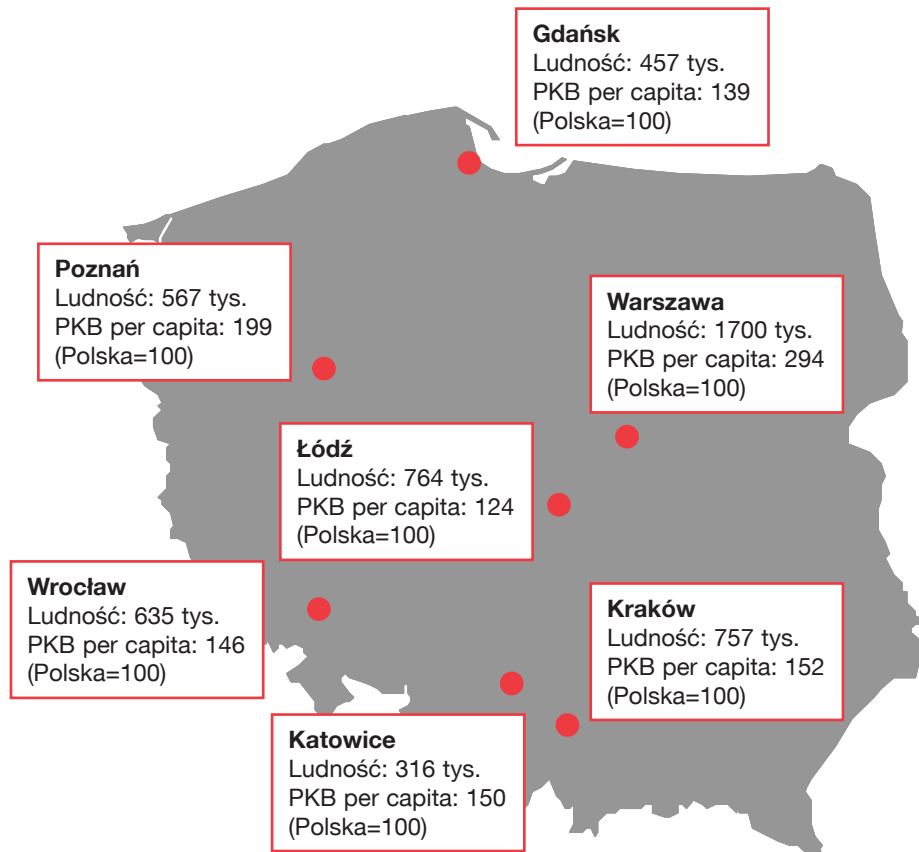 Gdańsk
Ludność: 457 tys.
PKB per capita: 139
(Polska=100)
Poznań
Ludność: 567 tys.
PKB per capita: 199
(Polska=100)
Warszawa
Ludność: 1700 tys.
PKB per capita: 294
(Polska=100)
Łódź
Ludność: 764 tys.
PKB per capita: 124
(Polska=100)
Wrocław
Ludność: 635 tys.
PKB per capita: 146
(Polska=100)
Kraków
Ludność: 757 tys.
PKB per capita: 152
(Polska=100)
Katowice
Ludność: 316 tys.
PKB per capita: 150
(Polska=100)